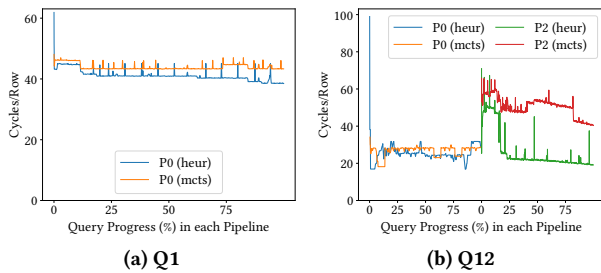 60
40
20
0
Cycles/Row
P0 (heur)
P0 (mcts)
0
25
50
75
Query Progress (%) in each Pipeline
(a) Q1
120
100
80
60
40
20
0
Cycles/Row
P0 (heur)
P0 (mcts)
P2 (heur)
P2 (mcts)
0
25
50
75
0
25
50
75
Query Progress (%) in each Pipeline
(b) Q12